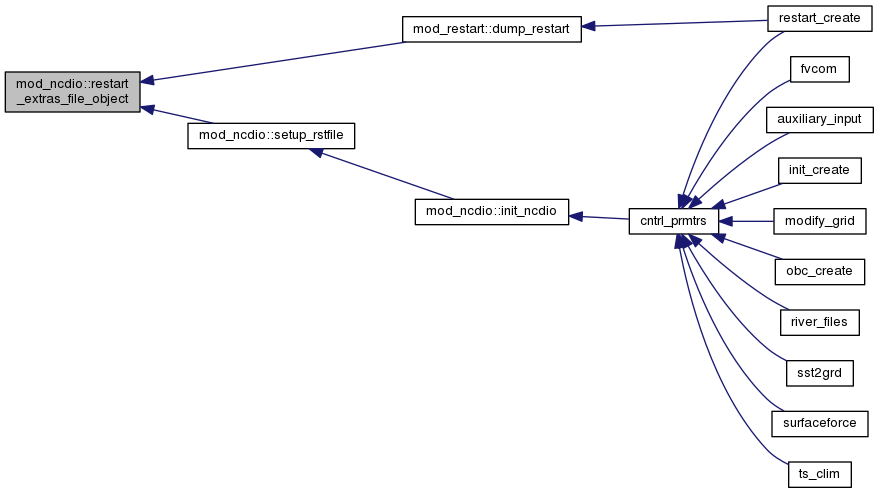 mod_ncdio::restart
_extras_file_object
mod_restart::dump_restart
mod_ncdio::setup_rstfile
mod_ncdio::init_ncdio
cntrl_prmtrs
restart_create
fvcom
auxiliary_input
init_create
modify_grid
obc_create
river_files
sst2grd
surfaceforce
ts_clim